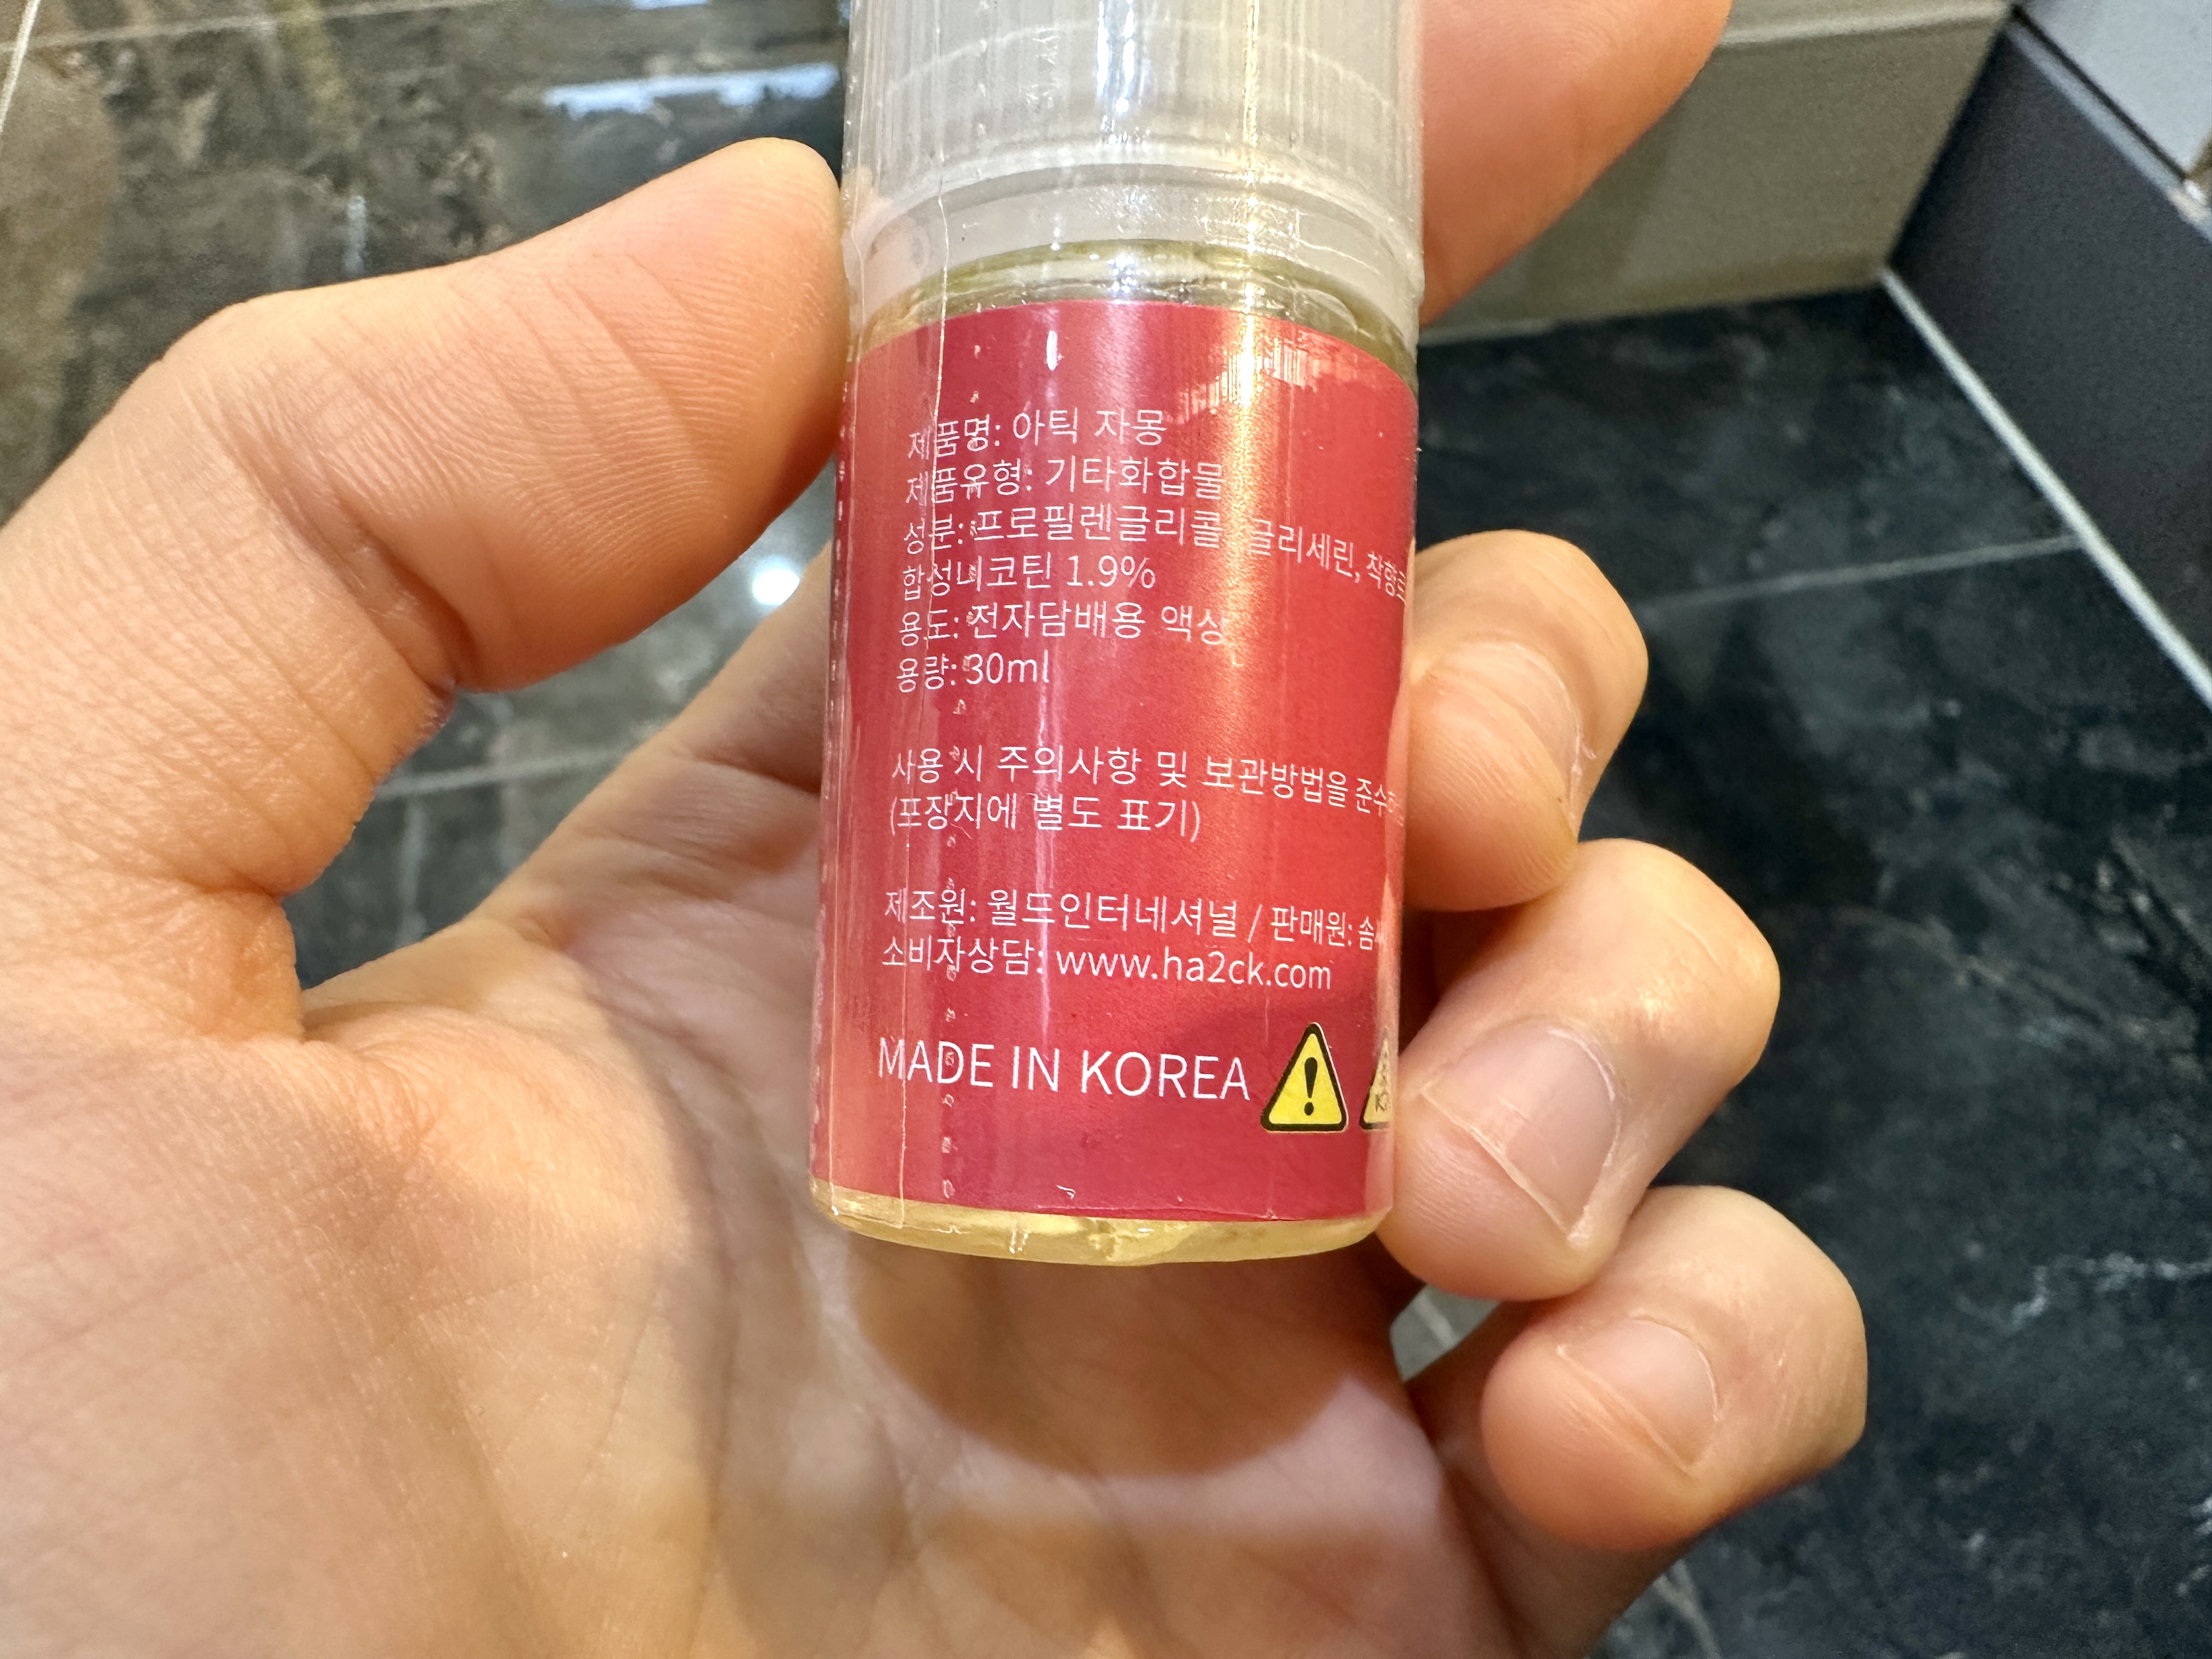 제품명: 아틱 자몽
제품유형: 기타화합물
성분: 프로필렌글리콜 글리세린, 착향료
합성니코틴 1.9%
용도: 전자담배용 액상
용량: 30ml
사용 시 주의사항 및 보관방법을
(포장지에 별도 표기)
제조원: 월드인터네셔널 / 판매원:
소비자상담: www.ha2ck.com
MADE IN KOREA